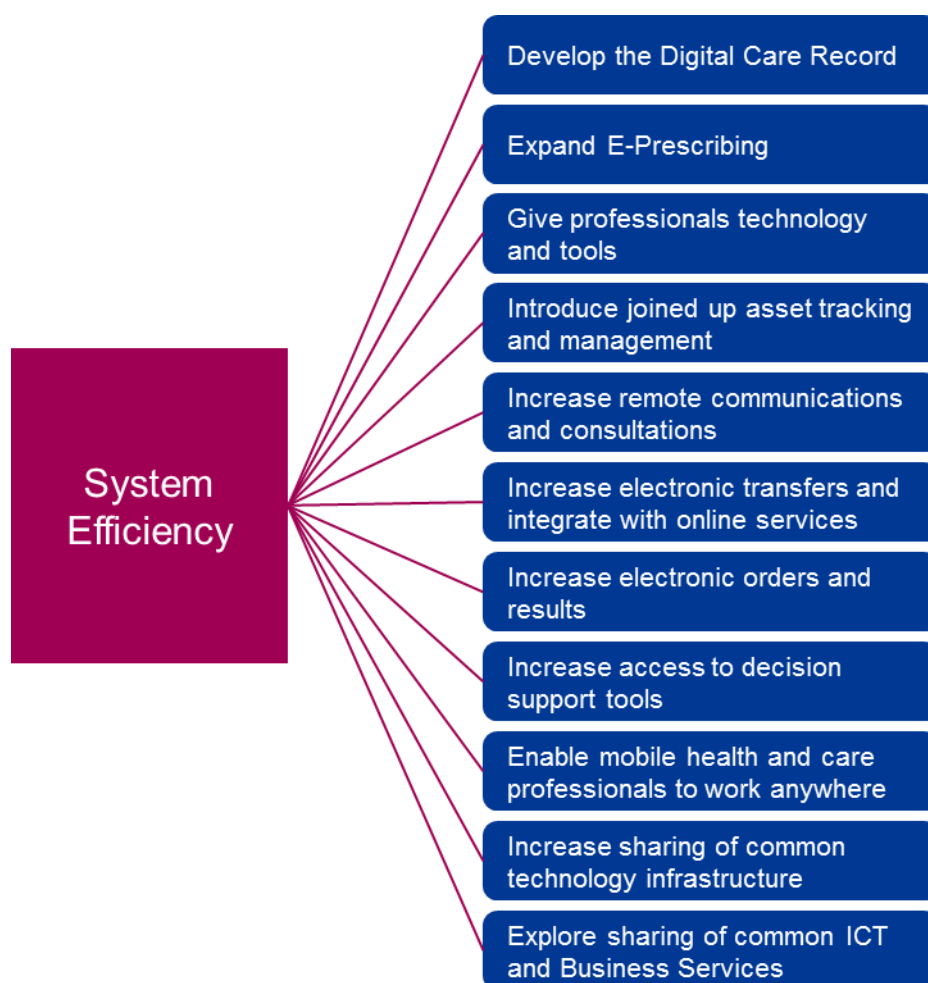 System
Efficiency
Develop the Digital Care Record
Expand E-Prescribing
Give professionals technology
and tools
Introduce joined up asset tracking
and management
Increase remote communications
and consultations
Increase electronic transfers and
integrate with online services
Increase electronic orders and
results
Increase access to decision
support tools
Enable mobile health and care
professionals to work anywhere
Increase sharing of common
technology infrastructure
Explore sharing of common ICT
and Business Services